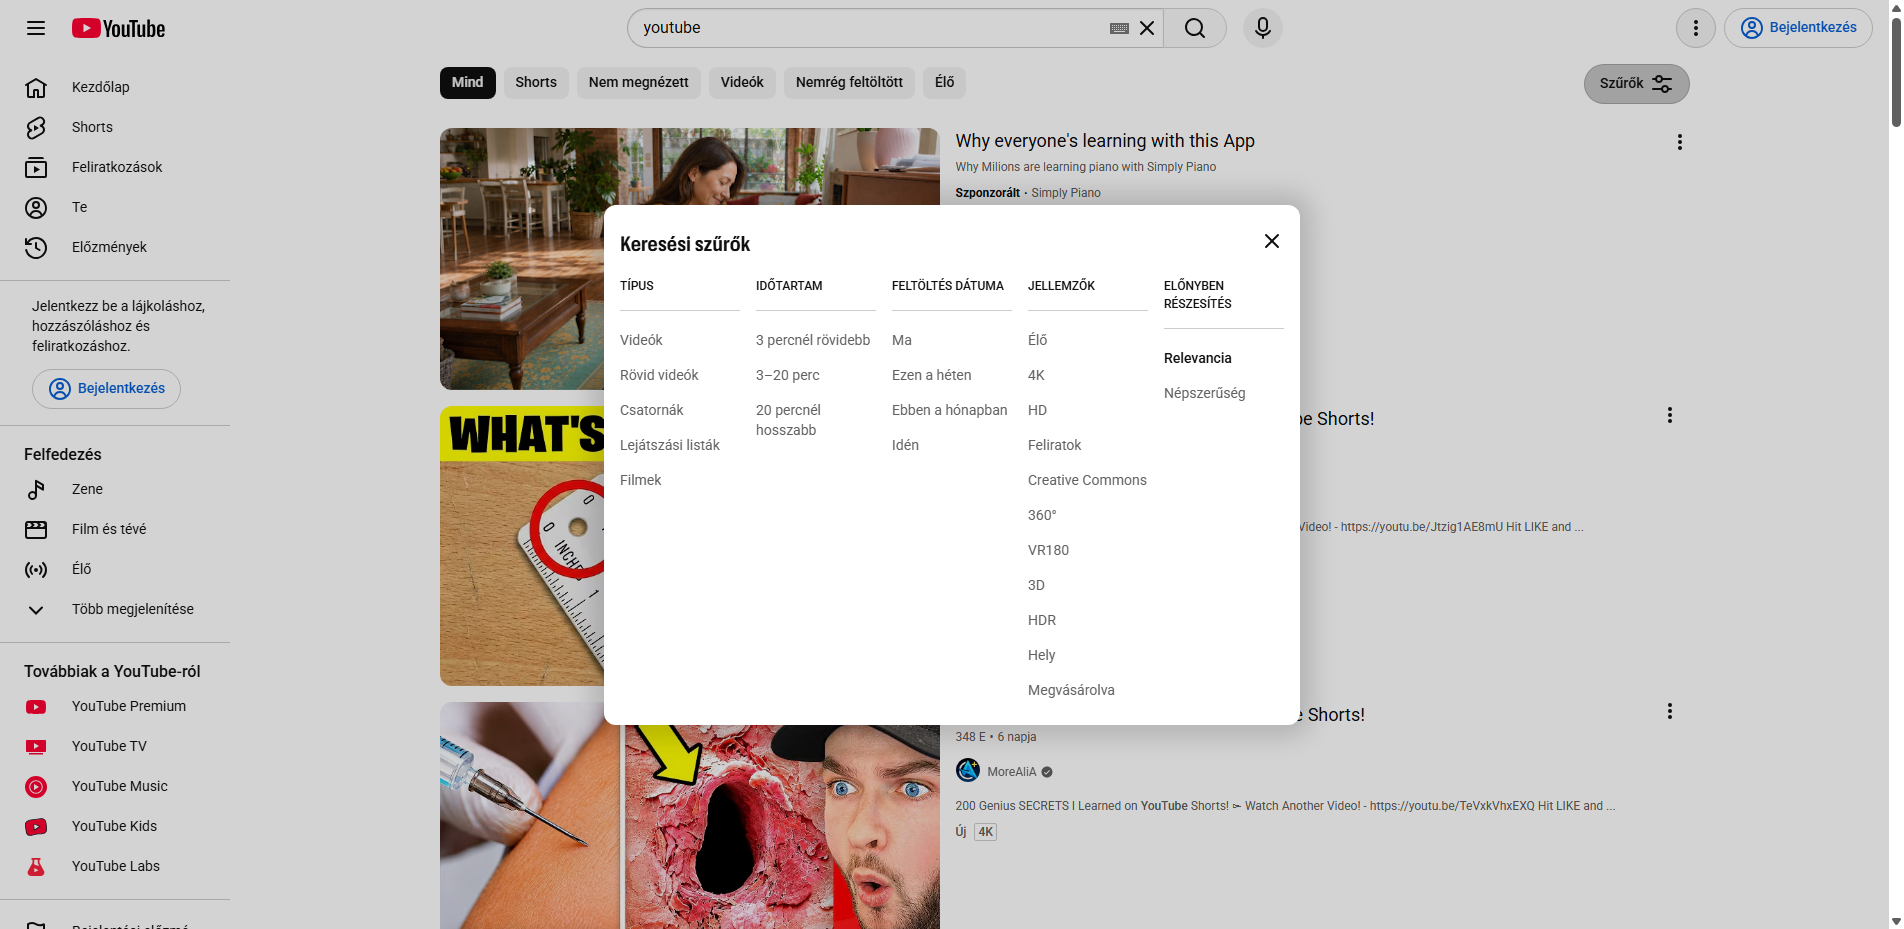 YouTube
youtube
Bejelentkezés
Kezdőlap
Shorts
Feliratkozások
Te
Előzmények
Jelentkezz be a lájkoláshoz,
hozzászóláshoz és
feliratkozáshoz.
Bejelentkezés
Felfedezés
Zene
Film és tévé
Élő
Több megjelenítése
Továbbiak a YouTube-ról
YouTube Premium
YouTube TV
YouTube Music
YouTube Kids
YouTube Labs
Mind
Shorts
Nem megnézett
Videók
Nemrég feltöltött
Élő
Szűrők
Why everyone's learning with this App
Why Milions are learning piano with Simply Piano
Szponzorált · Simply Piano
Keresési szűrők
TÍPUS
Videók
Rövid videók
Csatornák
Lejátszási listák
Filmek
IDŐTARTAM
3 percnél rövidebb
3–20 perc
20 percnél
hosszabb
FELTÖLTÉS DÁTUMA
Ma
Ezen a héten
Ebben a hónapban
Idén
JELLEMZŐK
Élő
4K
HD
Feliratok
Creative Commons
360°
VR180
3D
HDR
Hely
Megvásárolva
ELŐNYBEN
RÉSZESÍTÉS
Relevancia
Népszerűség
WHAT'S
0
0
INCHES
1
Shorts!
Video! - https://youtu.be/Jtzig1AE8mU Hit LIKE and ...
Shorts!
348 E • 6 napja
MoreAliA
200 Genius SECRETS I Learned on YouTube Shorts! ➣ Watch Another Video! - https://youtu.be/TeVxkVhxEXQ Hit LIKE and ...
Új 4K